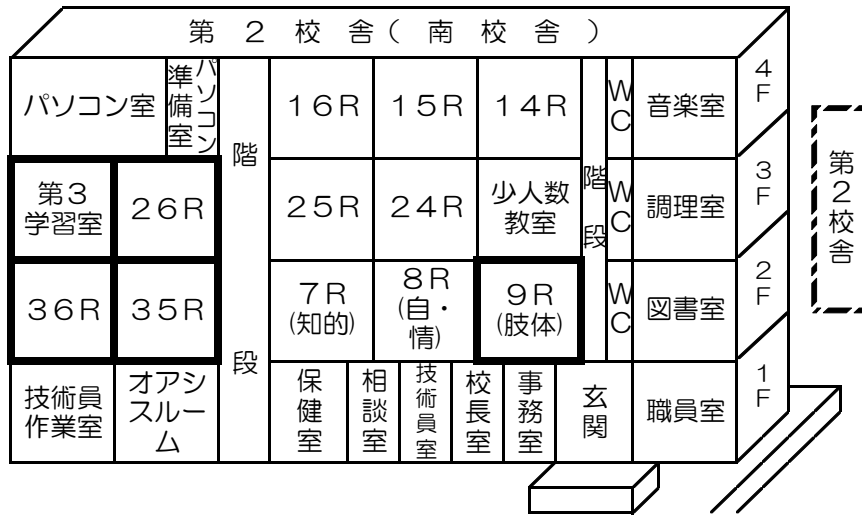 第２校舎（南校舎）
パソコン室
パソコン
準備室
階段
１６Ｒ
１５Ｒ
１４Ｒ
階段
ＷＣ
音楽室
４Ｆ
第３
学習室
２６Ｒ
２５Ｒ
２４Ｒ
少人数
教室
ＷＣ
調理室
３Ｆ
３６Ｒ
３５Ｒ
７Ｒ
(知的)
８Ｒ
(自・
情)
９Ｒ
(肢体)
ＷＣ
図書室
２Ｆ
技術員
作業室
オアシ
スルー
ム
保健室
相談室
技術員室
校長室
事務室
玄関
職員室
１Ｆ
第２校舎